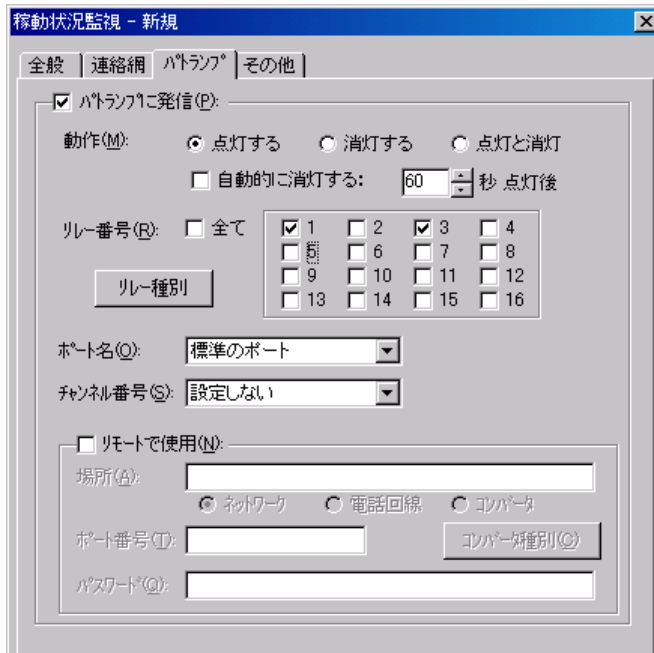 稼動状況監視 - 新規
全般 連絡網 ﾊﾟﾄﾗﾝﾌﾟ その他
ﾊﾟﾄﾗﾝﾌﾟに発信(P):
動作(M): 点灯する 消灯する 点灯と消灯
自動的に消灯する: 60 秒 点灯後
ﾘﾚｰ番号(R): 全て 1 2 3 4
5 6 7 8
9 10 11 12
13 14 15 16
ﾘﾚｰ種別
ﾎﾟｰﾄ名(O): 標準のポート
ﾁｬﾝﾈﾙ番号(S): 設定しない
ﾘﾓｰﾄで使用(N):
場所(A):
ﾈｯﾄﾜｰｸ 電話回線 ｺﾝﾊﾞｰﾀ
ﾎﾟｰﾄ番号(T): ｺﾝﾊﾞｰﾀ種別(C)
ﾊﾟｽﾜｰﾄﾞ(Q):